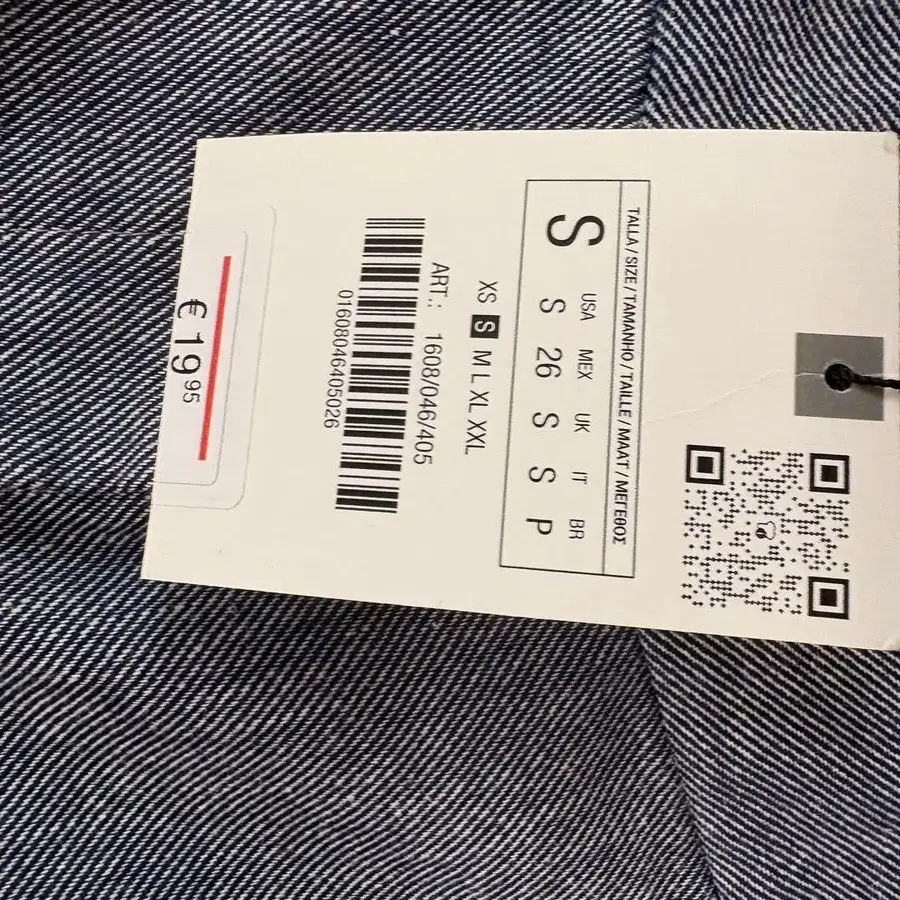 TALLA / SIZE / TAMANHO / TAILLE / MAAT / ΜΕΓΕΘΟΣ
USA MEX UK IT BR
S S 26 S S P
XS S M L XL XXL
ART.: 1608/046/405
01608046405026
€ 19 95